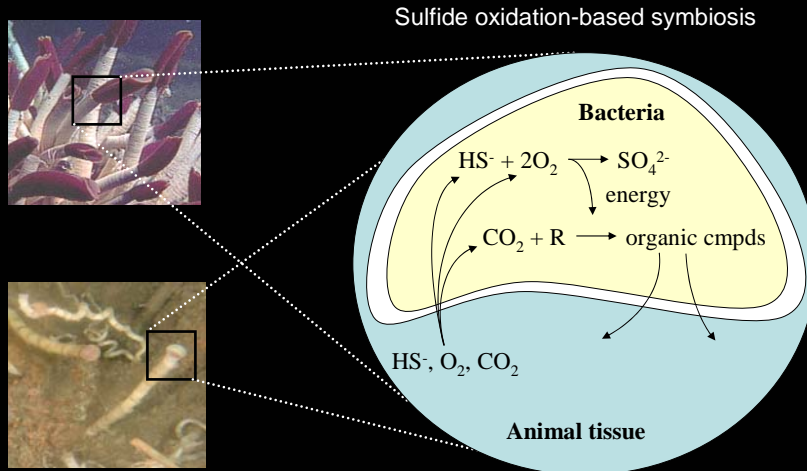 Sulfide oxidation-based symbiosis
Bacteria
HS⁻ + 2O₂ → SO₄²⁻
energy
CO₂ + R → organic cmpds
HS⁻, O₂, CO₂
Animal tissue